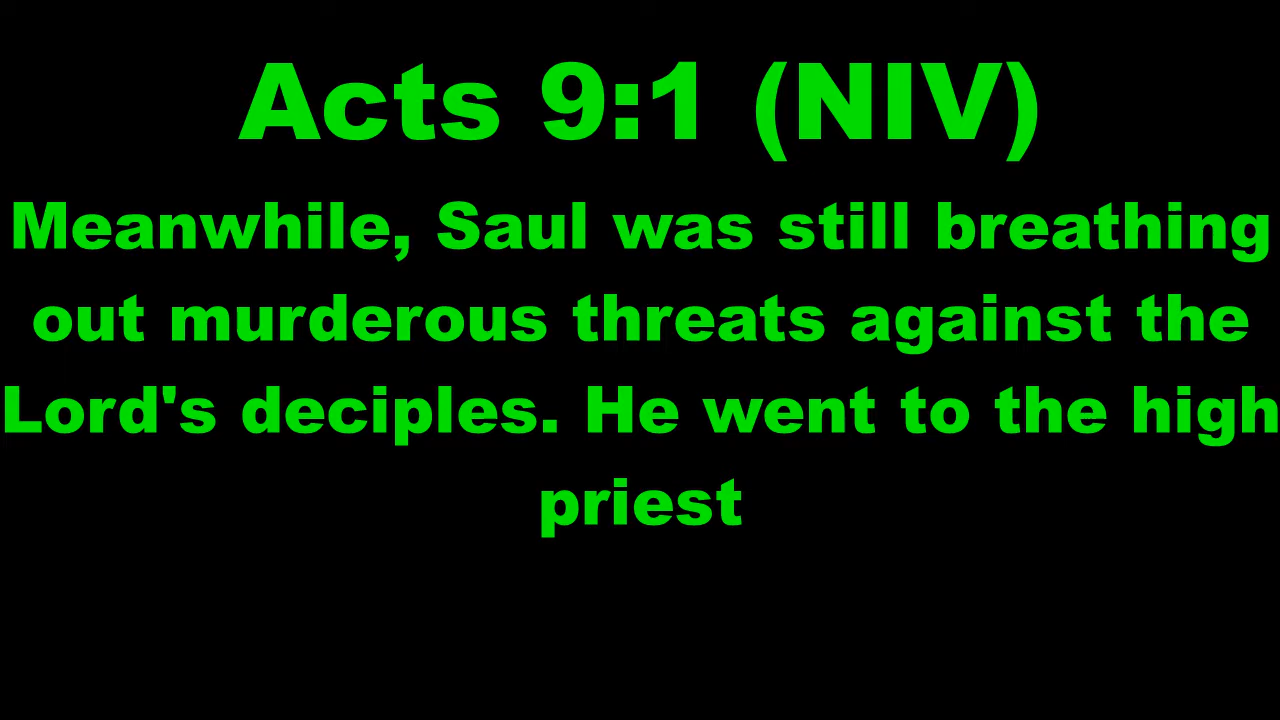 Acts 9:1 (NIV)
Meanwhile, Saul was still breathing
out murderous threats against the
Lord's deciples. He went to the high
priest